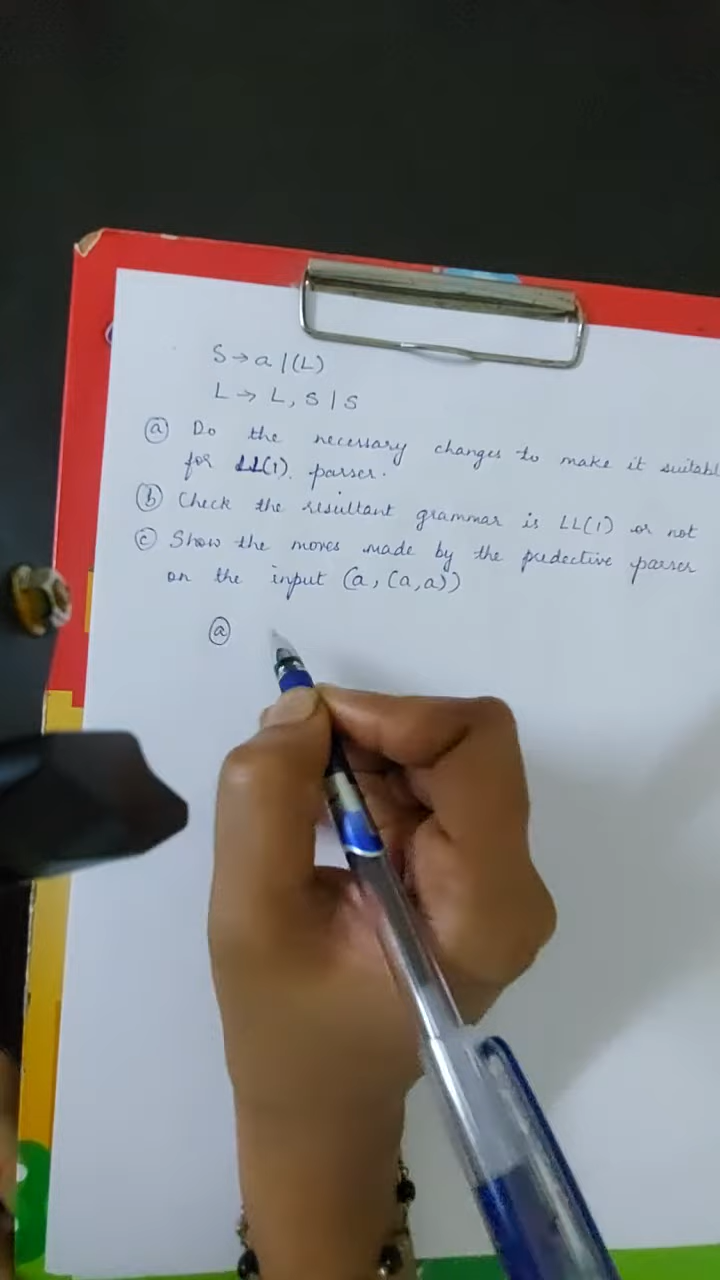 S → a | (L)
L → L, S | S
ⓐ Do the necessary changes to make it suitabl
for LL(1). parser.
ⓑ Check the resultant grammar is LL(1) or not
ⓒ Show the moves made by the predective parser
on the input (a, (a,a))
ⓐ